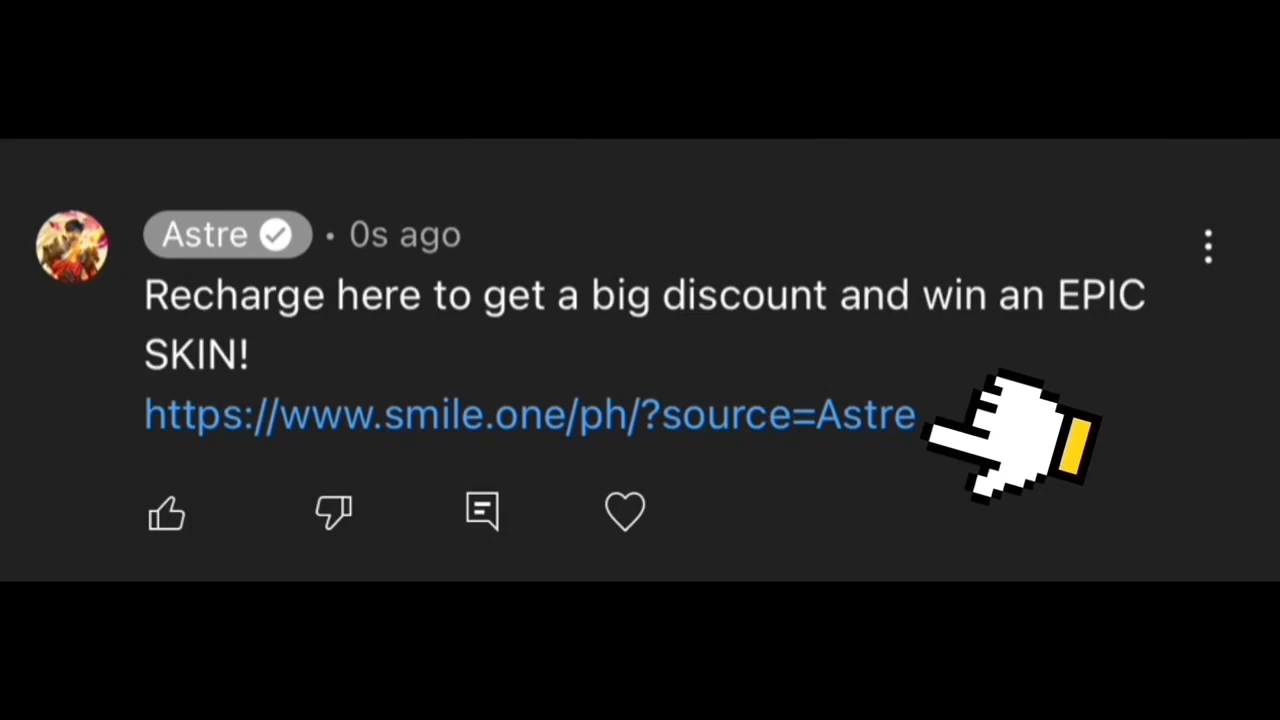 Astre • 0s ago
Recharge here to get a big discount and win an EPIC
SKIN!
https://www.smile.one/ph/?source=Astre